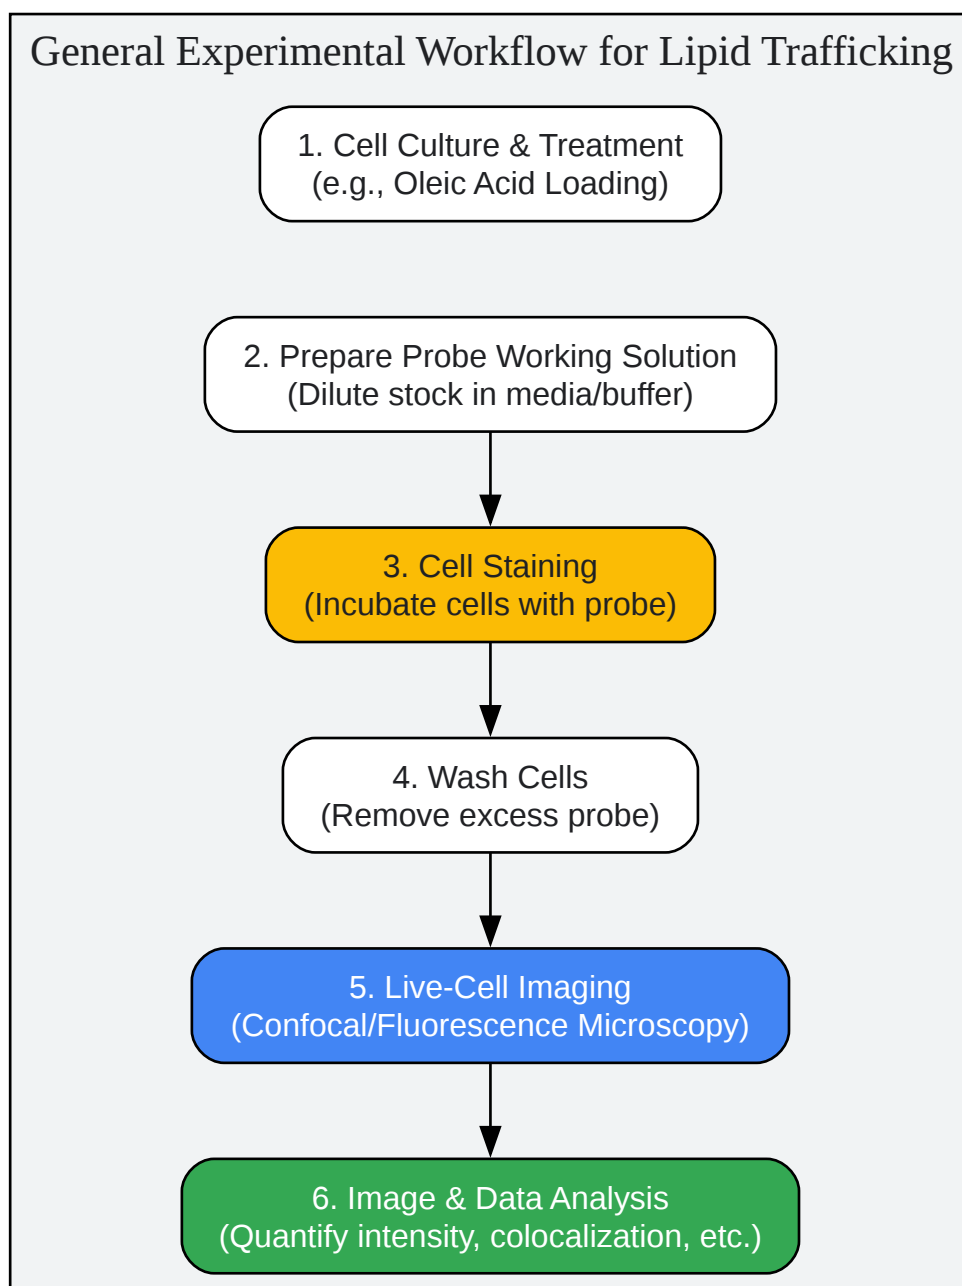 General Experimental Workflow for Lipid Trafficking
1. Cell Culture & Treatment
(e.g., Oleic Acid Loading)
2. Prepare Probe Working Solution
(Dilute stock in media/buffer)
3. Cell Staining
(Incubate cells with probe)
4. Wash Cells
(Remove excess probe)
5. Live-Cell Imaging
(Confocal/Fluorescence Microscopy)
6. Image & Data Analysis
(Quantify intensity, colocalization, etc.)